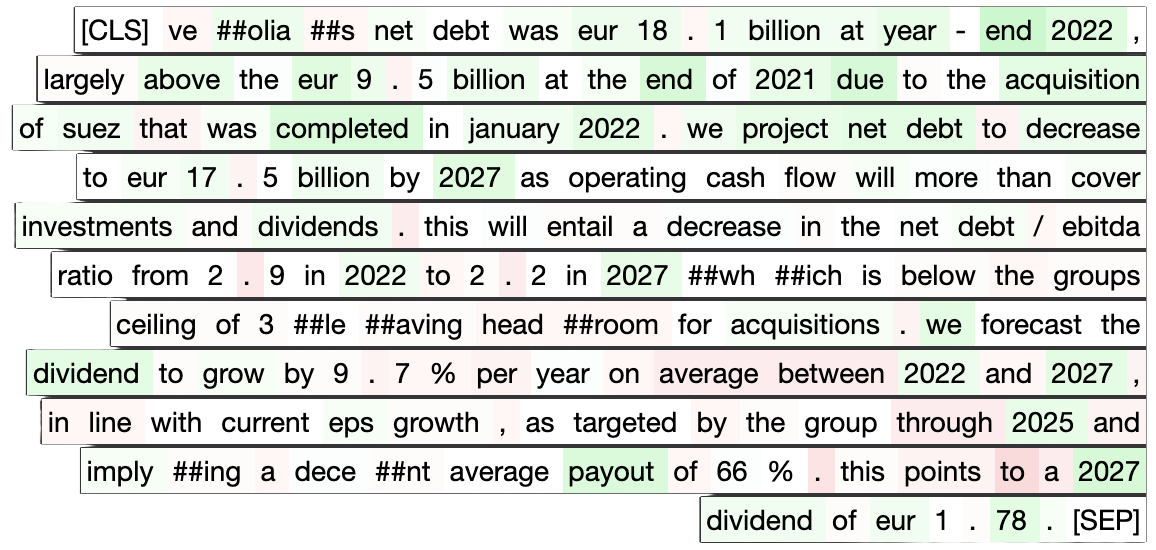 [CLS] ve ##olia ##s net debt was eur 18 . 1 billion at year - end 2022 ,
largely above the eur 9 . 5 billion at the end of 2021 due to the acquisition
of suez that was completed in january 2022 . we project net debt to decrease
to eur 17 . 5 billion by 2027 as operating cash flow will more than cover
investments and dividends . this will entail a decrease in the net debt / ebitda
ratio from 2 . 9 in 2022 to 2 . 2 in 2027 ##wh ##ich is below the groups
ceiling of 3 ##le ##aving head ##room for acquisitions . we forecast the
dividend to grow by 9 . 7 % per year on average between 2022 and 2027 ,
in line with current eps growth , as targeted by the group through 2025 and
imply ##ing a dece ##nt average payout of 66 % . this points to a 2027
dividend of eur 1 . 78 . [SEP]